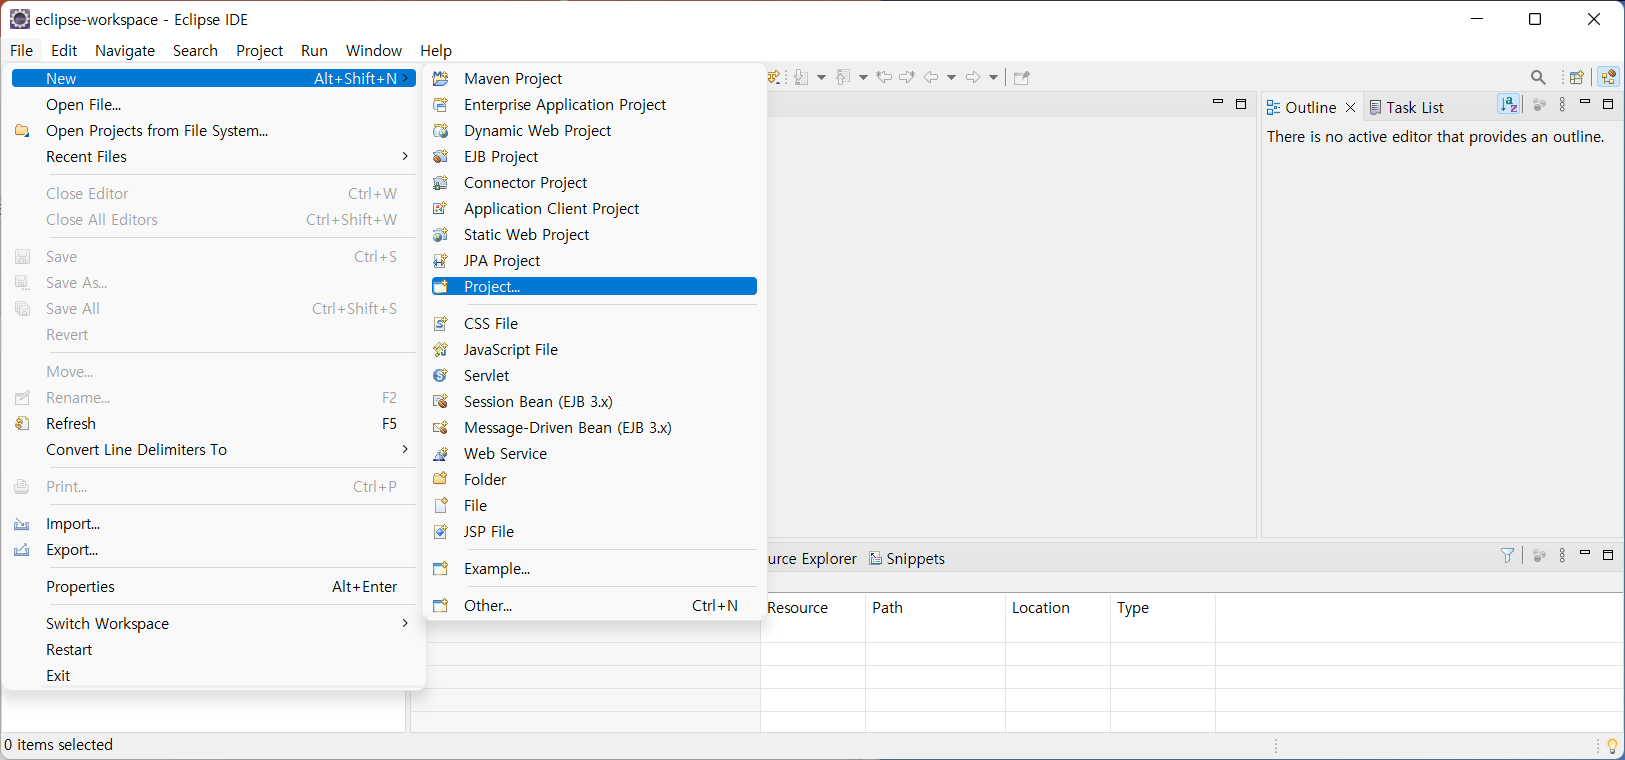 eclipse-workspace - Eclipse IDE
File Edit Navigate Search Project Run Window Help
New Alt+Shift+N
Open File...
Open Projects from File System...
Recent Files
Close Editor Ctrl+W
Close All Editors Ctrl+Shift+W
Save Ctrl+S
Save As...
Save All Ctrl+Shift+S
Revert
Move...
Rename... F2
Refresh F5
Convert Line Delimiters To
Print... Ctrl+P
Import...
Export...
Properties Alt+Enter
Switch Workspace
Restart
Exit
Maven Project
Enterprise Application Project
Dynamic Web Project
EJB Project
Connector Project
Application Client Project
Static Web Project
JPA Project
Project...
CSS File
JavaScript File
Servlet
Session Bean (EJB 3.x)
Message-Driven Bean (EJB 3.x)
Web Service
Folder
File
JSP File
Example...
Other... Ctrl+N
Outline Task List
There is no active editor that provides an outline.
urce Explorer Snippets
Resource Path Location Type
0 items selected